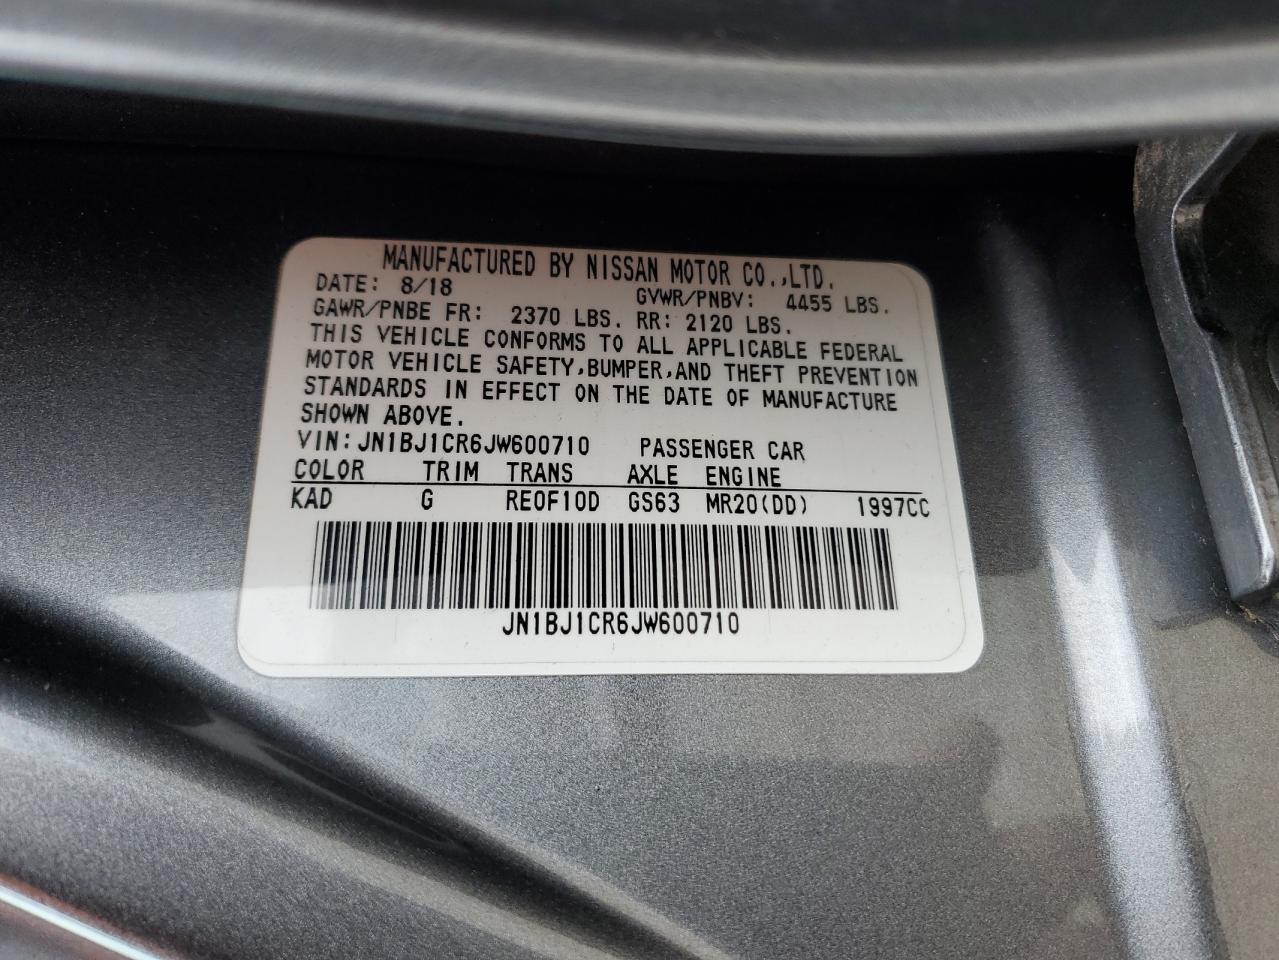 MANUFACTURED BY NISSAN MOTOR CO.,LTD.
DATE: 8/18 GVWR/PNBV: 4455 LBS.
GAWR/PNBE FR: 2370 LBS. RR: 2120 LBS.
THIS VEHICLE CONFORMS TO ALL APPLICABLE FEDERAL
MOTOR VEHICLE SAFETY,BUMPER,AND THEFT PREVENTION
STANDARDS IN EFFECT ON THE DATE OF MANUFACTURE
SHOWN ABOVE.
VIN:JN1BJ1CR6JW600710 PASSENGER CAR
COLOR TRIM TRANS AXLE ENGINE
KAD G RE0F10D GS63 MR20(DD) 1997CC
JN1BJ1CR6JW600710